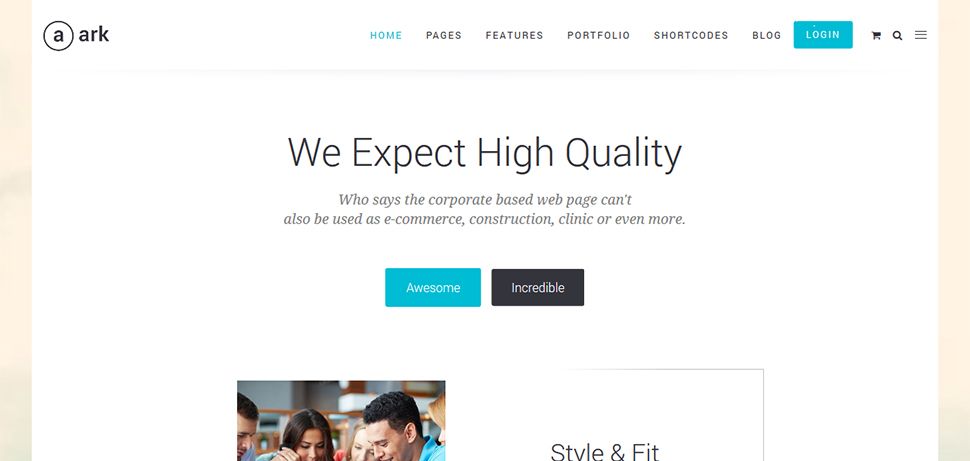 a ark
HOME PAGES FEATURES PORTFOLIO SHORTCODES BLOG LOGIN
We Expect High Quality
Who says the corporate based web page can't
also be used as e-commerce, construction, clinic or even more.
Awesome Incredible
Style & Fit